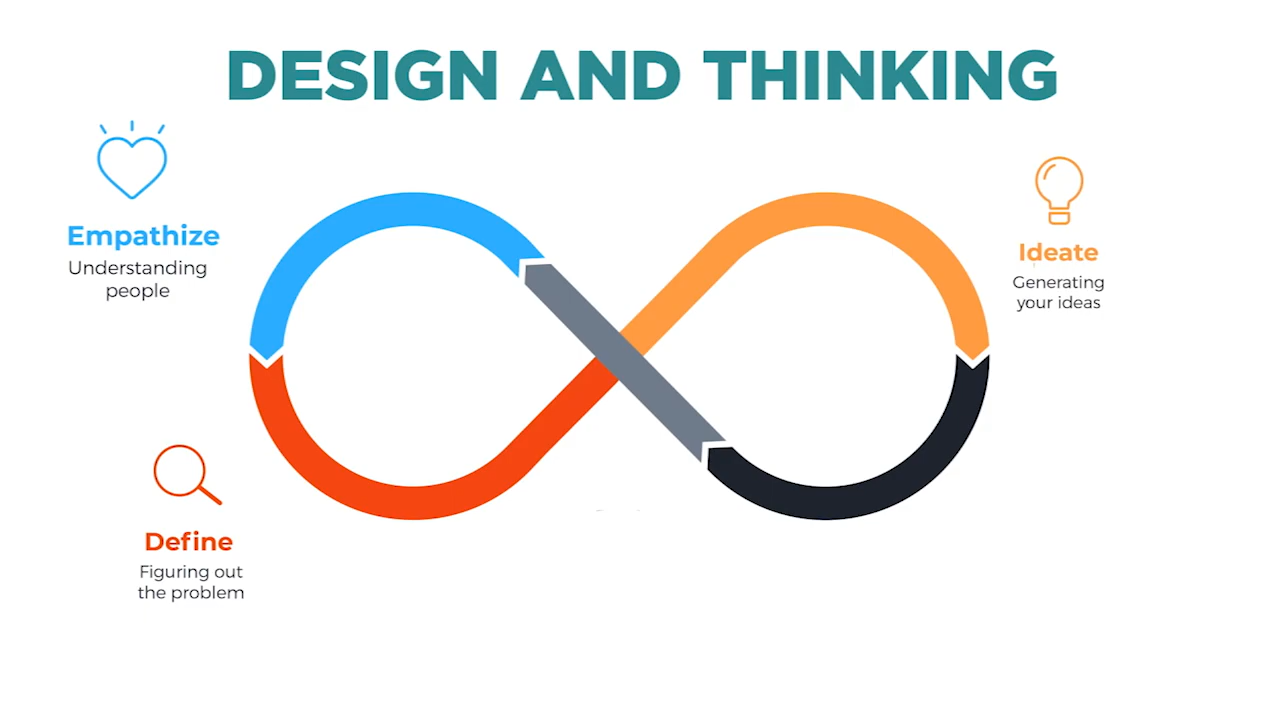 DESIGN AND THINKING
Empathize
Understanding
people
Ideate
Generating
your ideas
Define
Figuring out
the problem